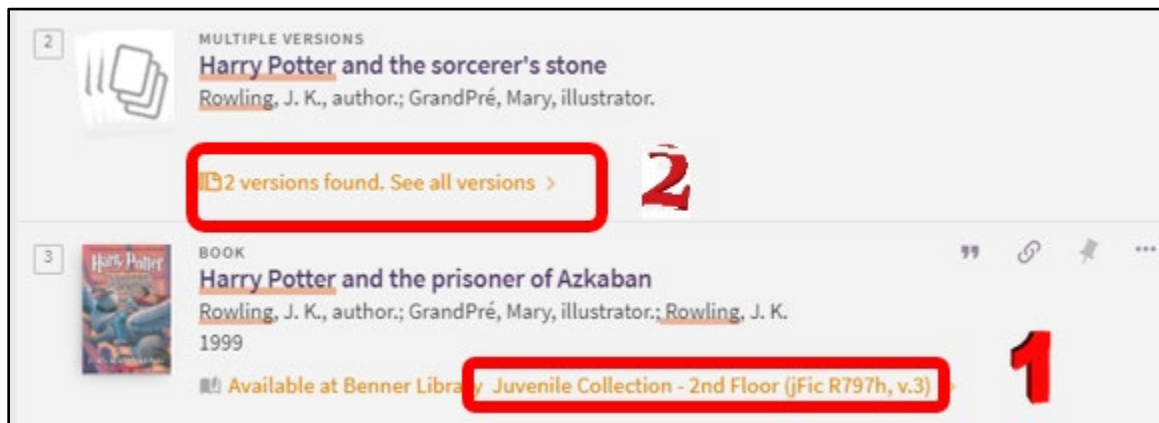 2
MULTIPLE VERSIONS
Harry Potter and the sorcerer's stone
Rowling, J. K., author.; GrandPré, Mary, illustrator.
2 versions found. See all versions >
2
3
Harry Potter
BOOK
Harry Potter and the prisoner of Azkaban
Rowling, J. K., author.; GrandPré, Mary, illustrator.; Rowling, J. K.
1999
Available at Benner Library Juvenile Collection - 2nd Floor (jFic R797h, v.3) >
1